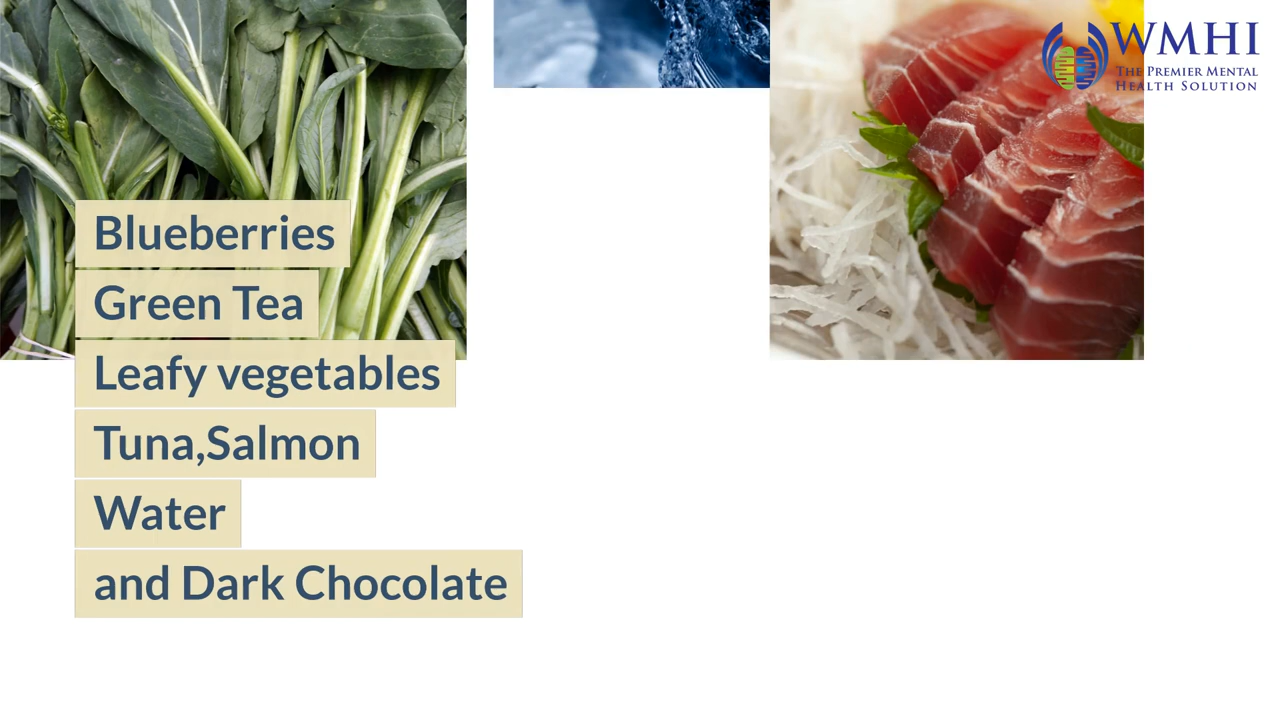 WMHI
The Premier Mental
Health Solution
Blueberries
Green Tea
Leafy vegetables
Tuna,Salmon
Water
and Dark Chocolate